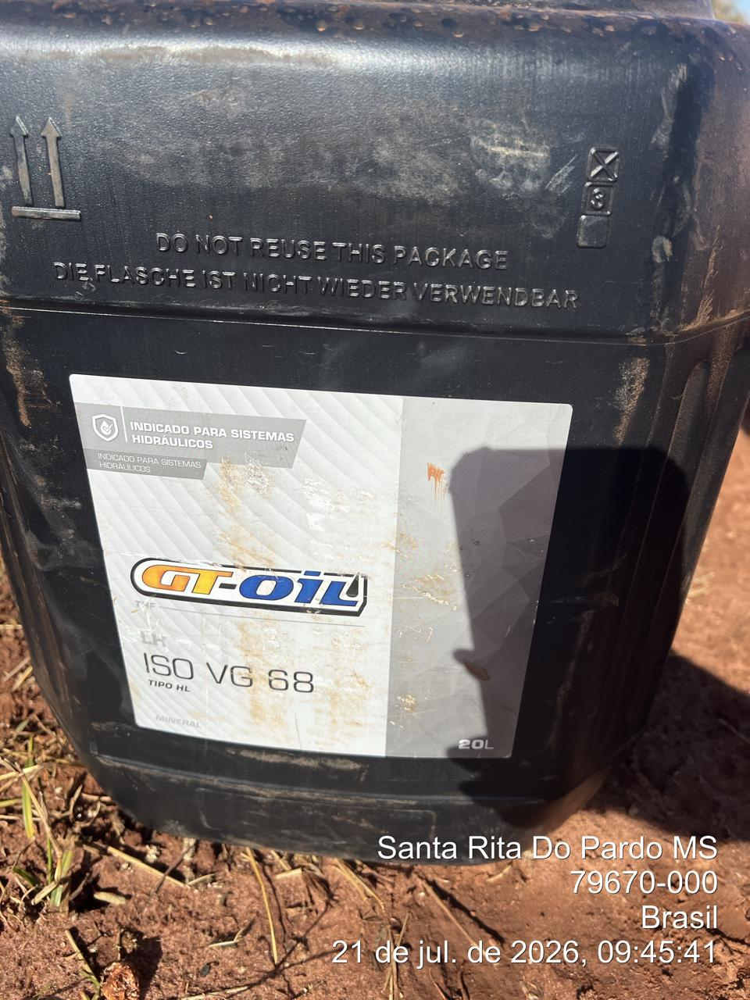 X
3
DO NOT REUSE THIS PACKAGE
DIE FLASCHE IST NICHT WIEDER VERWENDBAR
INDICADO PARA SISTEMAS
HIDRÁULICOS
INDICADO PARA SISTEMAS
HIDRÁULICOS
GT-OiL
LH
ISO VG 68
TIPO HL
MINERAL
20L
Santa Rita Do Pardo MS
79670-000
Brasil
21 de jul. de 2026, 09:45:41